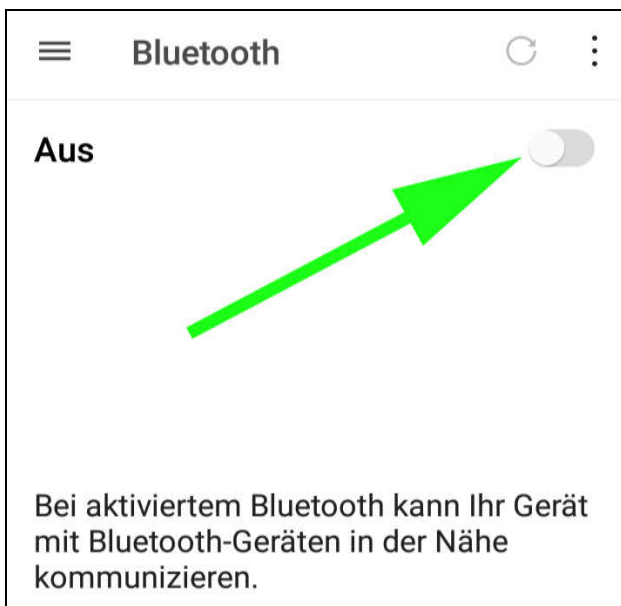 Bluetooth
Aus
Bei aktiviertem Bluetooth kann Ihr Gerät
mit Bluetooth-Geräten in der Nähe
kommunizieren.